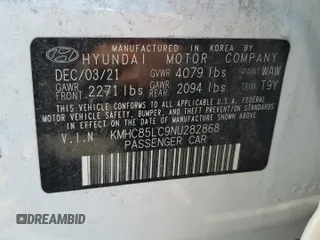 MANUFACTURED IN KOREA BY
HYUNDAI MOTOR COMPANY
DEC/03/21 GVWR 4079 lbs PAINT WAW
GAWR FRT 2271 lbs GAWR RR 2094 lbs TRIM T9Y
THIS VEHICLE CONFORMS TO ALL APPLICABLE FEDERAL
MOTOR VEHICLE SAFETY, BUMPER, AND THEFT PREVENTION
STANDARDS IN EFFECT ON THE DATE OF MANUFACTURE SHOWN ABOVE.
V.I.N KMHC85LC9NU282868
PASSENGER CAR
DREAMBID